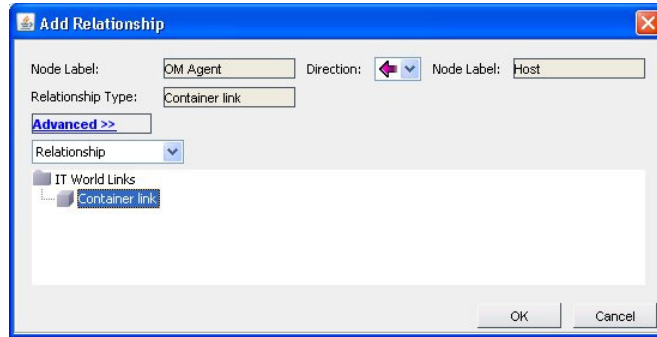 Add Relationship
Node Label: OM Agent Direction: Node Label: Host
Relationship Type: Container link
Advanced >>
Relationship
IT World Links
Container link
OK Cancel